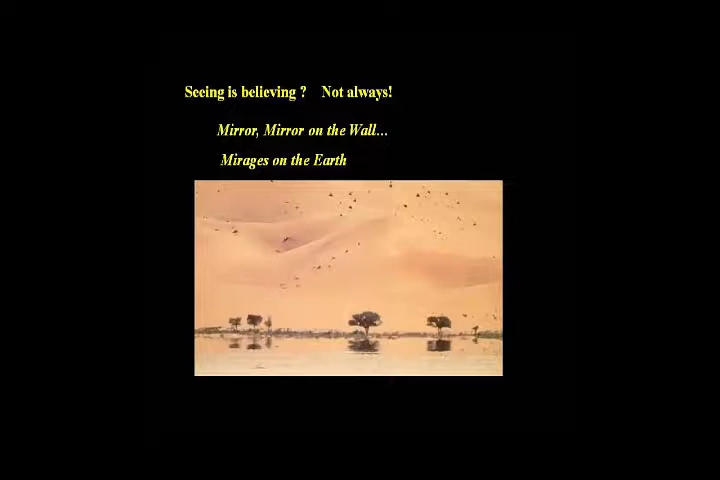 Seeing is believing ? Not always!
Mirror, Mirror on the Wall...
Mirages on the Earth